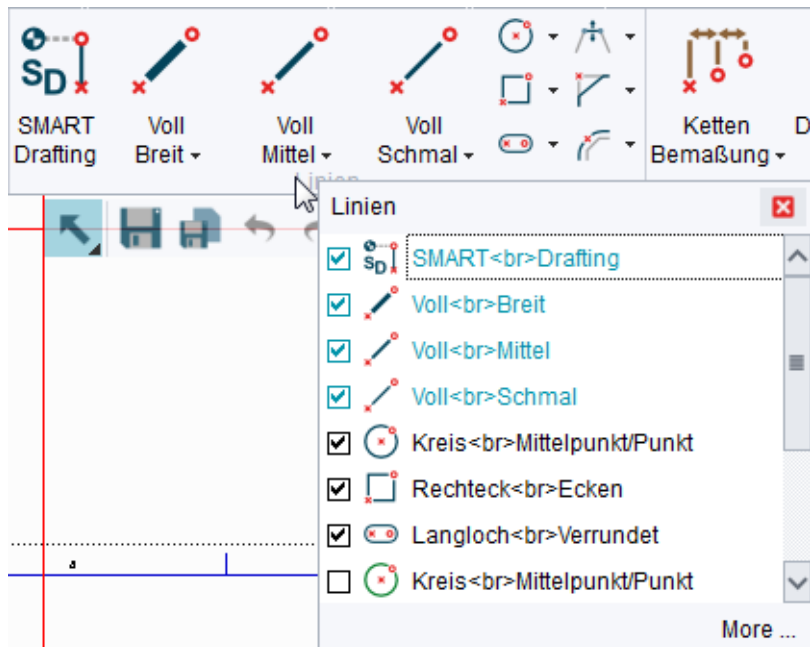 SMART
Drafting
Voll
Breit
Voll
Mittel
Voll
Schmal
Ketten
Bemaßung
D
Linien
Linien
SMART<br>Drafting
Voll<br>Breit
Voll<br>Mittel
Voll<br>Schmal
Kreis<br>Mittelpunkt/Punkt
Rechteck<br>Ecken
Langloch<br>Verrundet
Kreis<br>Mittelpunkt/Punkt
More ...